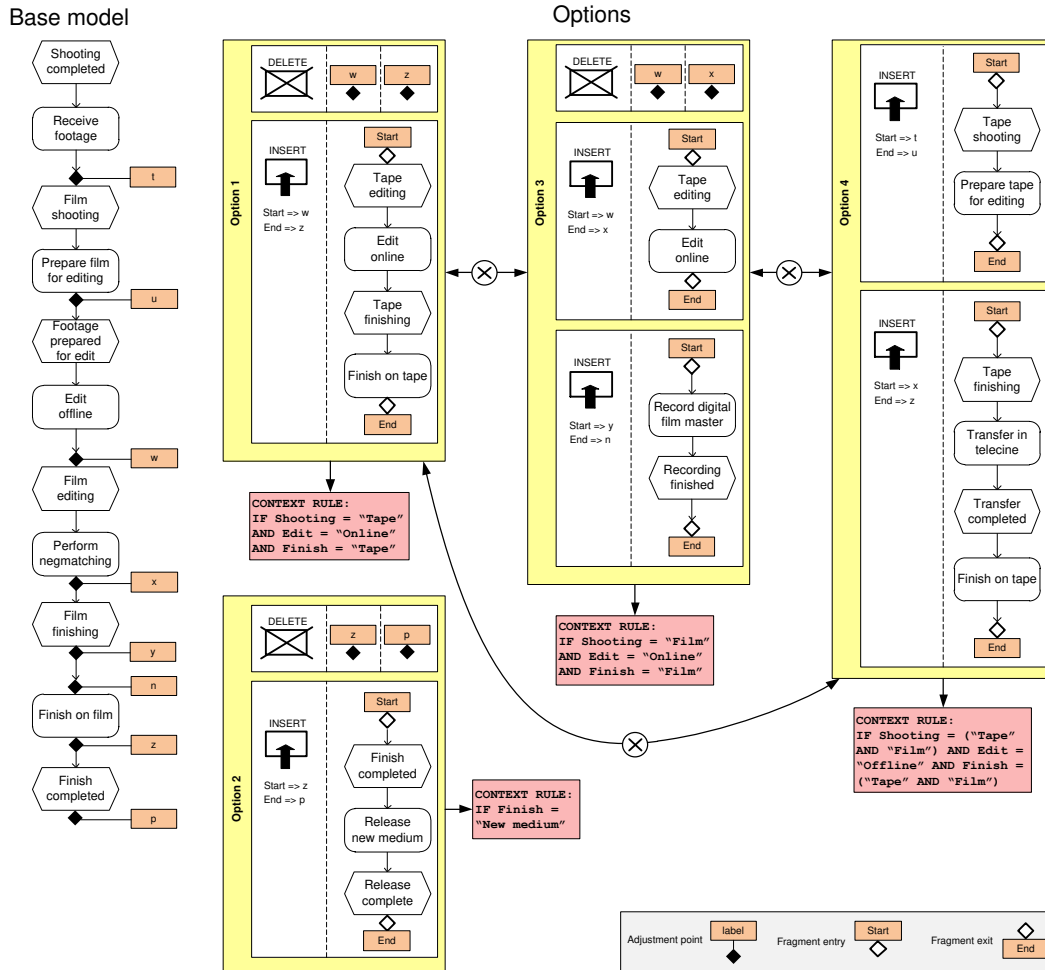 Base model
Options
Shooting
completed
Receive
footage
t
Film
shooting
Prepare film
for editing
u
Footage
prepared
for edit
Edit
offline
w
Film
editing
Perform
negmatching
x
Film
finishing
y
n
Finish on film
z
Finish
completed
p
Option 1
DELETE
w
z
INSERT
Start => w
End => z
Start
Tape
editing
Edit
online
Tape
finishing
Finish on tape
End
CONTEXT RULE:
IF Shooting = “Tape”
AND Edit = “Online”
AND Finish = “Tape”
Option 2
DELETE
z
p
INSERT
Start => z
End => p
Start
Finish
completed
Release
new medium
Release
complete
End
CONTEXT RULE:
IF Finish =
“New medium”
Option 3
DELETE
w
x
INSERT
Start => w
End => x
Start
Tape
editing
Edit
online
End
INSERT
Start => y
End => n
Start
Record digital
film master
Recording
finished
End
CONTEXT RULE:
IF Shooting = “Film”
AND Edit = “Online”
AND Finish = “Film”
Option 4
INSERT
Start => t
End => u
Start
Tape
shooting
Prepare tape
for editing
End
INSERT
Start => x
End => z
Start
Tape
finishing
Transfer in
telecine
Transfer
completed
Finish on tape
End
CONTEXT RULE:
IF Shooting = (“Tape”
AND “Film”) AND Edit =
“Offline” AND Finish =
(“Tape” AND “Film”)
Adjustment point
label
Fragment entry
Start
Fragment exit
End